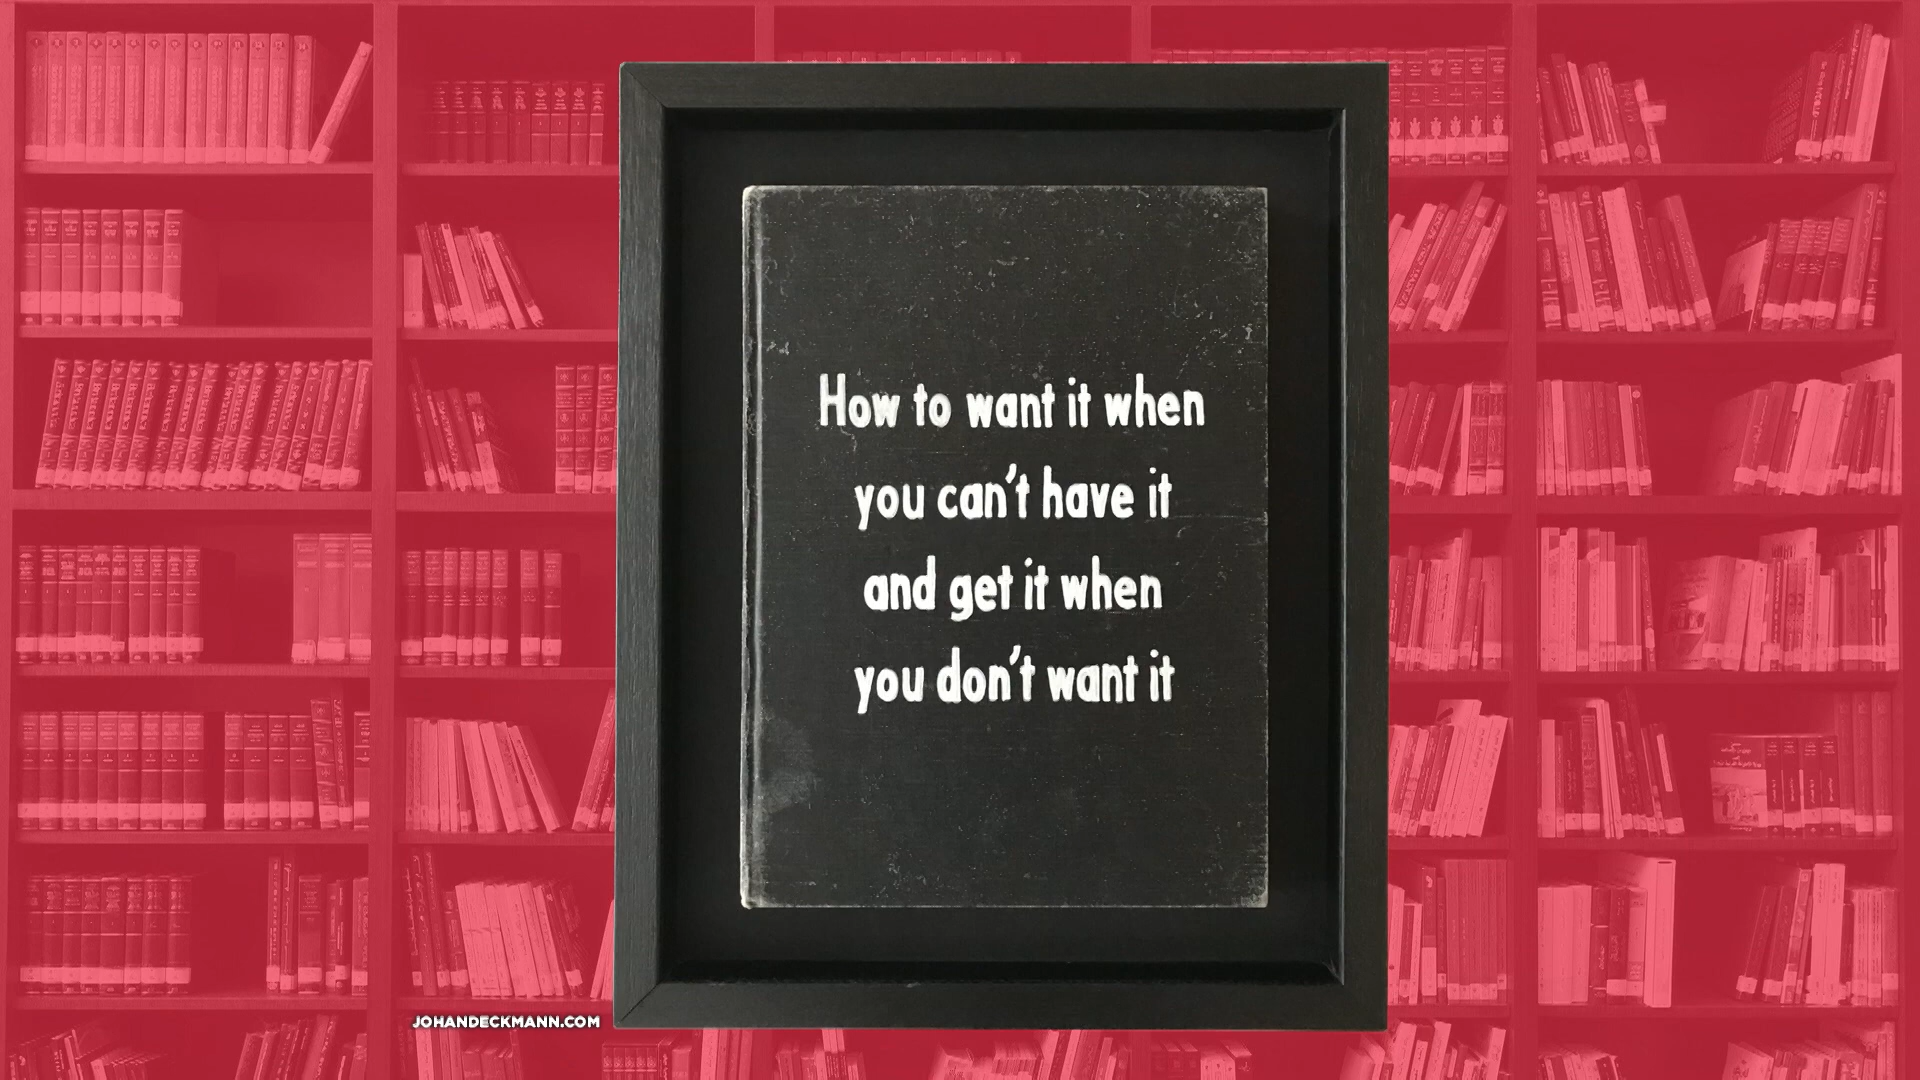 How to want it when
you can't have it
and get it when
you don't want it
JOHANDECKMANN.COM